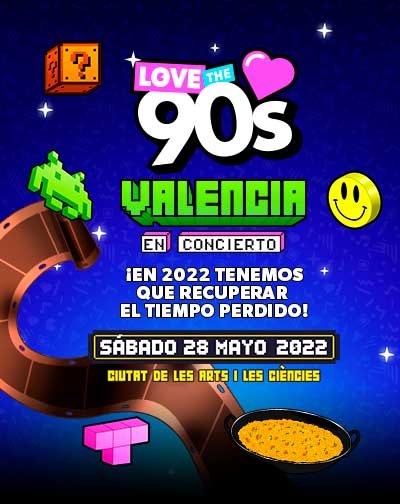 ?
?
LOVE THE
90s
VALENCIA
EN CONCIERTO
¡EN 2022 TENEMOS
QUE RECUPERAR
EL TIEMPO PERDIDO!
SÁBADO 28 MAYO 2022
CIUTAT DE LES ARTS I LES CIÈNCIES